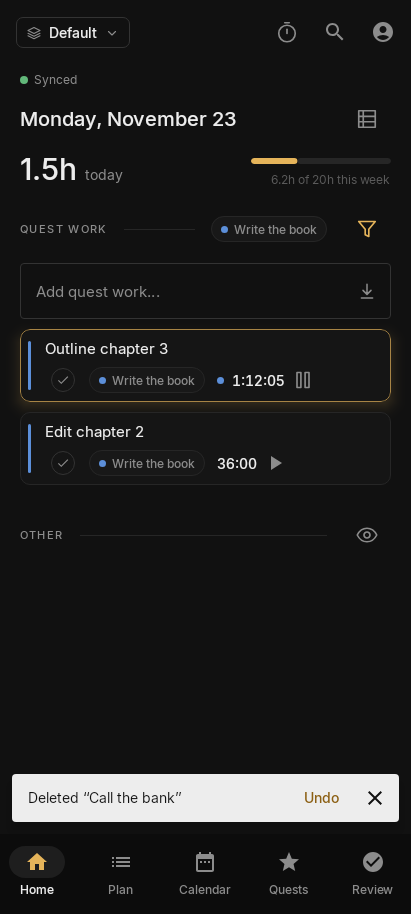 Default
Synced
Monday, November 23
1.5h today
6.2h of 20h this week
QUEST WORK
Write the book
Add quest work...
Outline chapter 3
Write the book
1:12:05
Edit chapter 2
Write the book
36:00
OTHER
Deleted “Call the bank”
Undo
Home
Plan
Calendar
Quests
Review